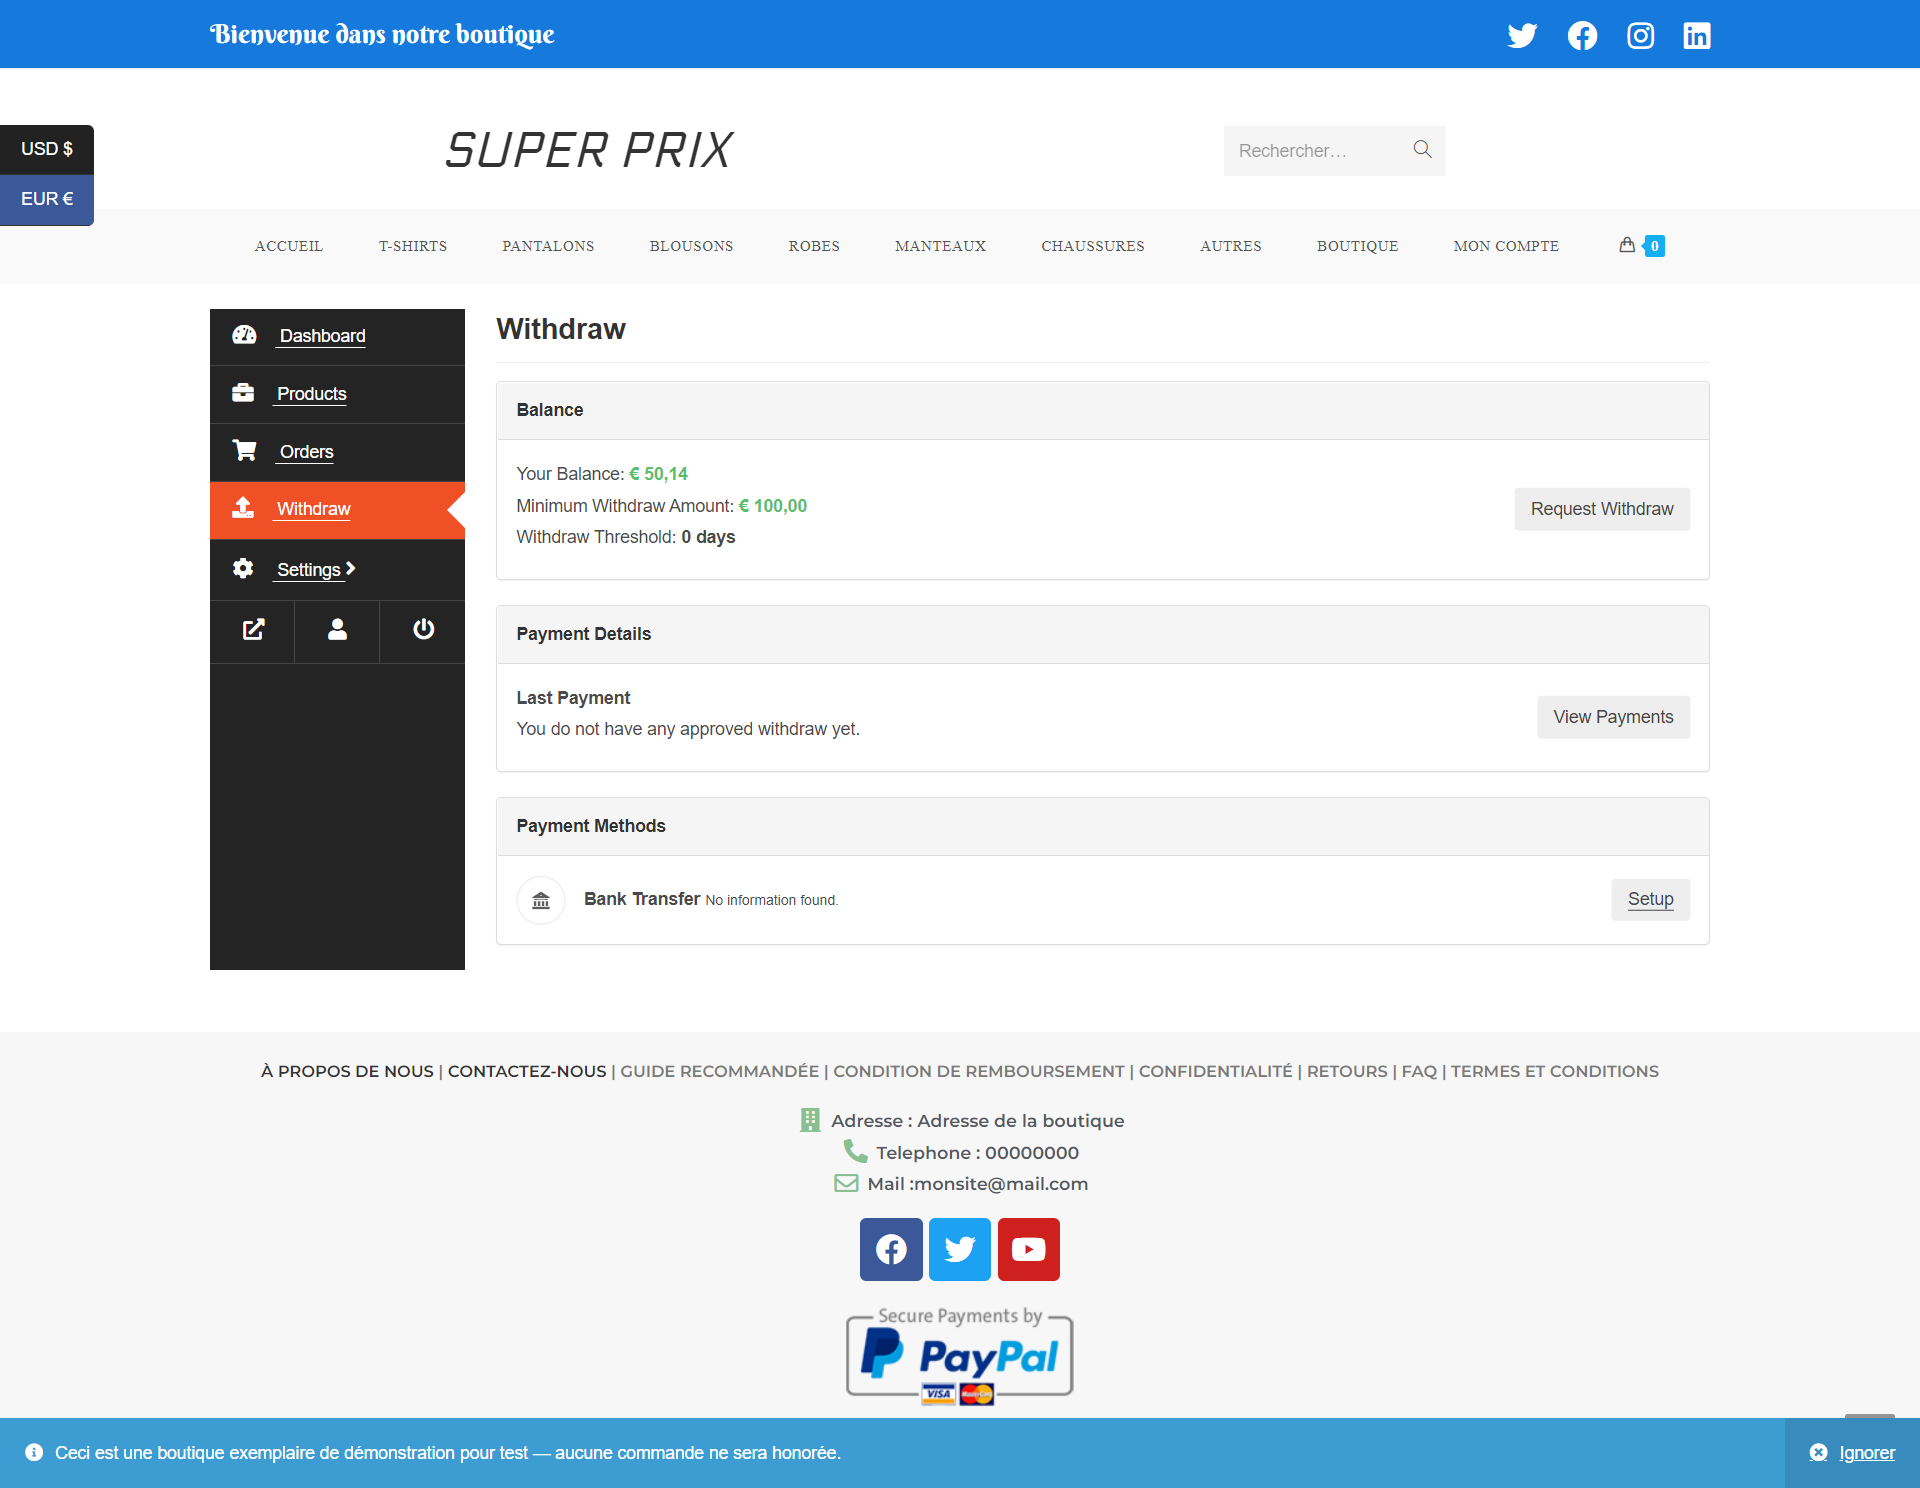 Bienvenue dans notre boutique
USD $
EUR €
SUPER PRIX
Rechercher…
ACCUEIL T-SHIRTS PANTALONS BLOUSONS ROBES MANTEAUX CHAUSSURES AUTRES BOUTIQUE MON COMPTE 0
Dashboard
Products
Orders
Withdraw
Settings
Withdraw
Balance
Your Balance: € 50,14
Minimum Withdraw Amount: € 100,00
Withdraw Threshold: 0 days
Request Withdraw
Payment Details
Last Payment
You do not have any approved withdraw yet.
View Payments
Payment Methods
Bank Transfer No information found.
Setup
À PROPOS DE NOUS | CONTACTEZ-NOUS | GUIDE RECOMMANDÉE | CONDITION DE REMBOURSEMENT | CONFIDENTIALITÉ | RETOURS | FAQ | TERMES ET CONDITIONS
Adresse : Adresse de la boutique
Telephone : 00000000
Mail :monsite@mail.com
Secure Payments by
PayPal
VISA MasterCard
Ceci est une boutique exemplaire de démonstration pour test — aucune commande ne sera honorée.
Ignorer